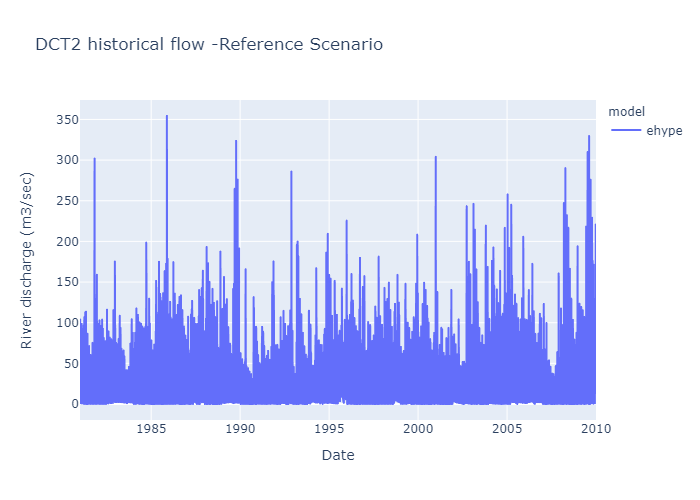 DCT2 historical flow -Reference Scenario
model
ehype
River discharge (m3/sec)
350
300
250
200
150
100
50
0
1985
1990
1995
2000
2005
2010
Date